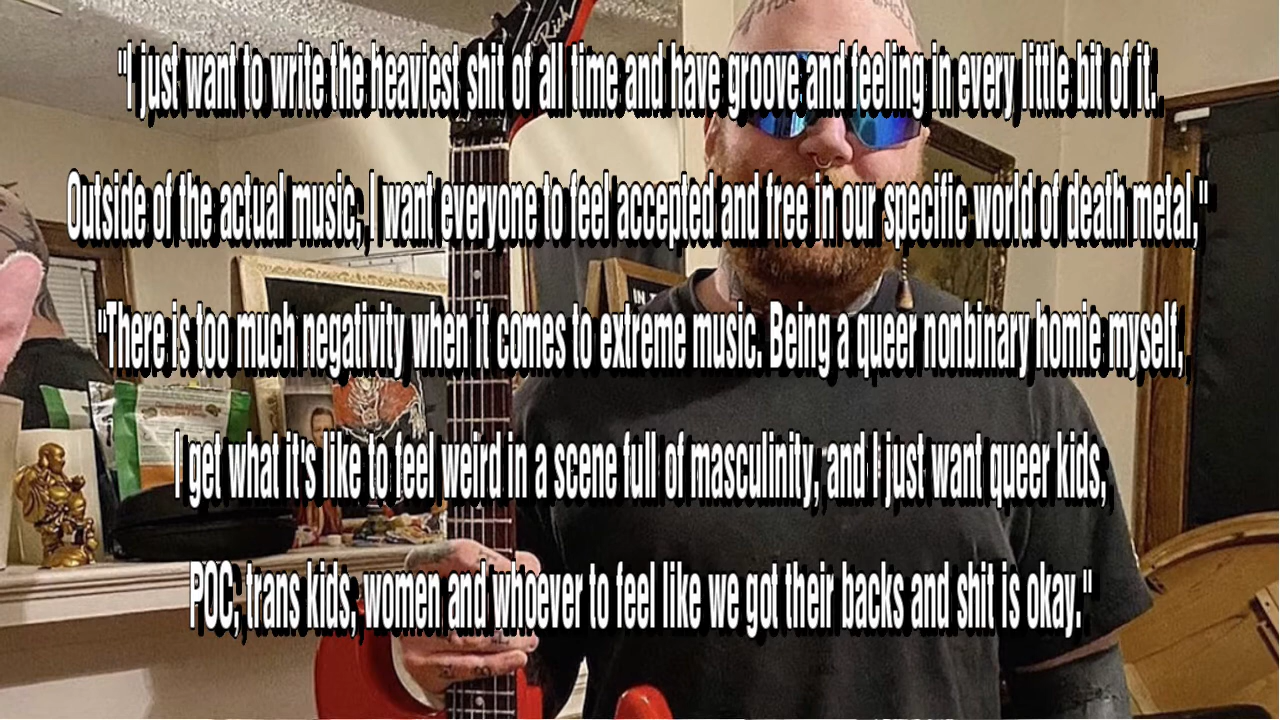 Rich
"I just want to write the heaviest shit of all time and have groove and feeling in every little bit of it.
Outside of the actual music, I want everyone to feel accepted and free in our specific world of death metal,"
IN T
"There is too much negativity when it comes to extreme music. Being a queer nonbinary homie myself,
I get what it's like to feel weird in a scene full of masculinity, and I just want queer kids,
POC, trans kids, women and whoever to feel like we got their backs and shit is okay."